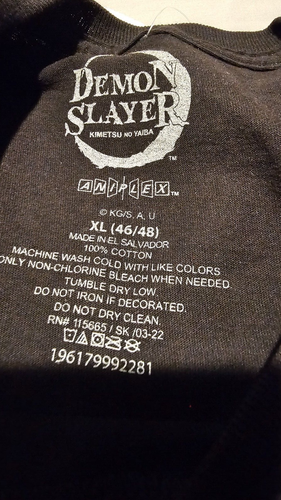 DEMON
SLAYER
KIMETSU NO YAIBA
TM
ANIPLEX TM
© KG/S, A, U
XL (46/48)
MADE IN EL SALVADOR
100% COTTON
MACHINE WASH COLD WITH LIKE COLORS
ONLY NON-CHLORINE BLEACH WHEN NEEDED
TUMBLE DRY LOW
DO NOT IRON IF DECORATED.
DO NOT DRY CLEAN.
RN# 115665 / SK /03-22
196179992281